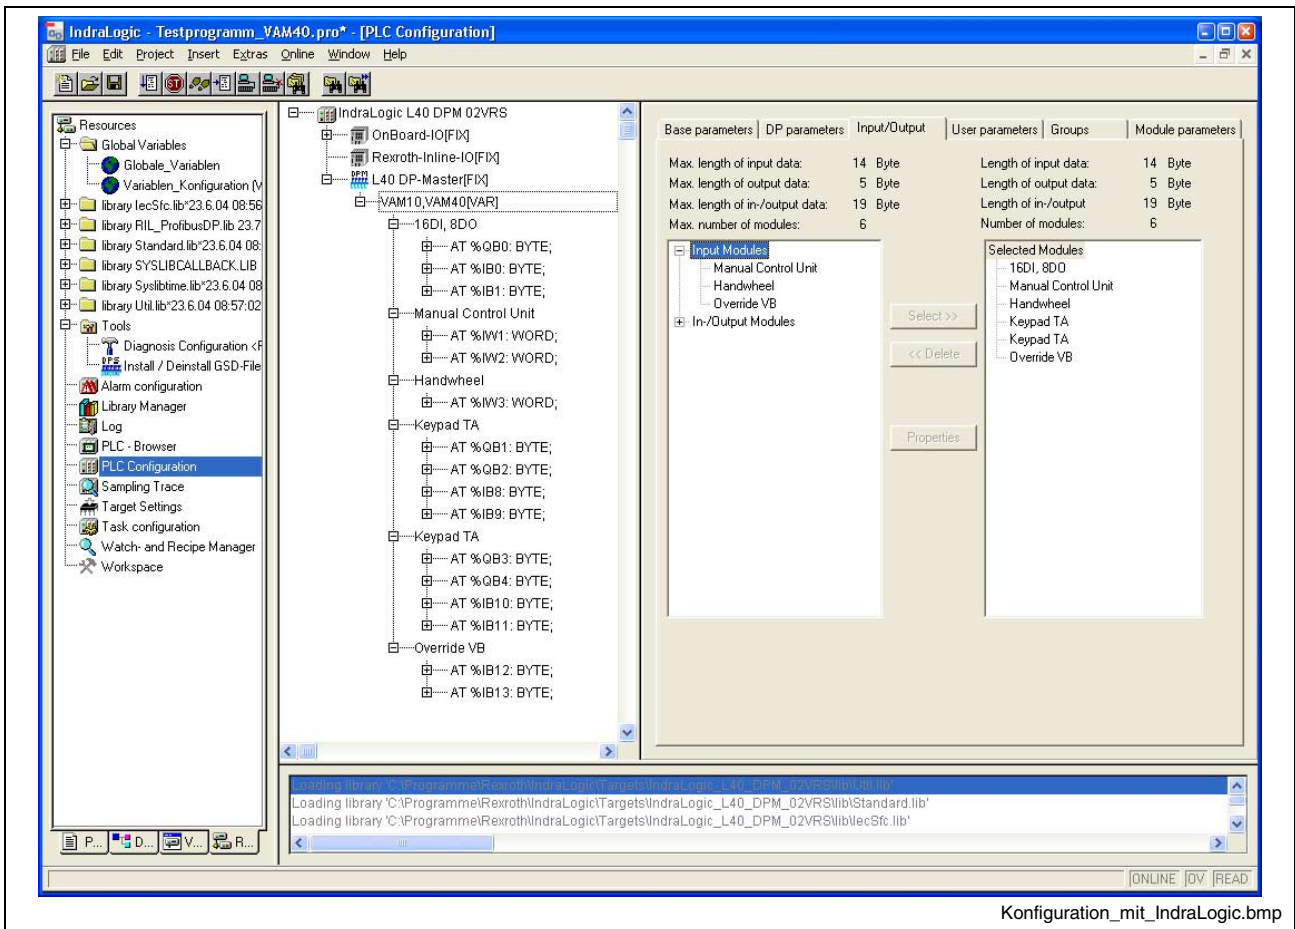 IndraLogic - Testprogramm_VAM40.pro* - [PLC Configuration]
File Edit Project Insert Extras Online Window Help
Resources
Global Variables
Globale_Variablen
Variablen_Konfiguration (V
library IecSfc.lib*23.6.04 08:56
library RIL_ProfibusDP.lib 23.7
library Standard.lib*23.6.04 08:
library SYSLIBCALLBACK.LIB
library Syslibtime.lib*23.6.04 08
library Util.lib*23.6.04 08:57:02
Tools
Diagnosis Configuration <F
Install / Deinstall GSD-File
Alarm configuration
Library Manager
Log
PLC - Browser
PLC Configuration
Sampling Trace
Target Settings
Task configuration
Watch- and Recipe Manager
Workspace
P... D... V... R...
IndraLogic L40 DPM 02VRS
OnBoard-IO[FIX]
Rexroth-Inline-IO[FIX]
L40 DP-Master[FIX]
VAM10,VAM40[VAR]
16DI, 8DO
AT %QB0: BYTE;
AT %IB0: BYTE;
AT %IB1: BYTE;
Manual Control Unit
AT %IW1: WORD;
AT %IW2: WORD;
Handwheel
AT %IW3: WORD;
Keypad TA
AT %QB1: BYTE;
AT %QB2: BYTE;
AT %IB8: BYTE;
AT %IB9: BYTE;
Keypad TA
AT %QB3: BYTE;
AT %QB4: BYTE;
AT %IB10: BYTE;
AT %IB11: BYTE;
Override VB
AT %IB12: BYTE;
AT %IB13: BYTE;
Base parameters DP parameters Input/Output User parameters Groups Module parameters
Max. length of input data: 14 Byte Length of input data: 14 Byte
Max. length of output data: 5 Byte Length of output data: 5 Byte
Max. length of in-/output data: 19 Byte Length of in-/output 19 Byte
Max. number of modules: 6 Number of modules: 6
Input Modules
Manual Control Unit
Handwheel
Override VB
In-/Output Modules
Select >>
<< Delete
Properties
Selected Modules
16DI, 8DO
Manual Control Unit
Handwheel
Keypad TA
Keypad TA
Override VB
Loading library 'C:\Programme\Rexroth\IndraLogic\Targets\IndraLogic_L40_DPM_02VRS\lib\Util.lib'
Loading library 'C:\Programme\Rexroth\IndraLogic\Targets\IndraLogic_L40_DPM_02VRS\lib\Standard.lib'
Loading library 'C:\Programme\Rexroth\IndraLogic\Targets\IndraLogic_L40_DPM_02VRS\lib\IecSfc.lib'
ONLINE OV READ
Konfiguration_mit_IndraLogic.bmp